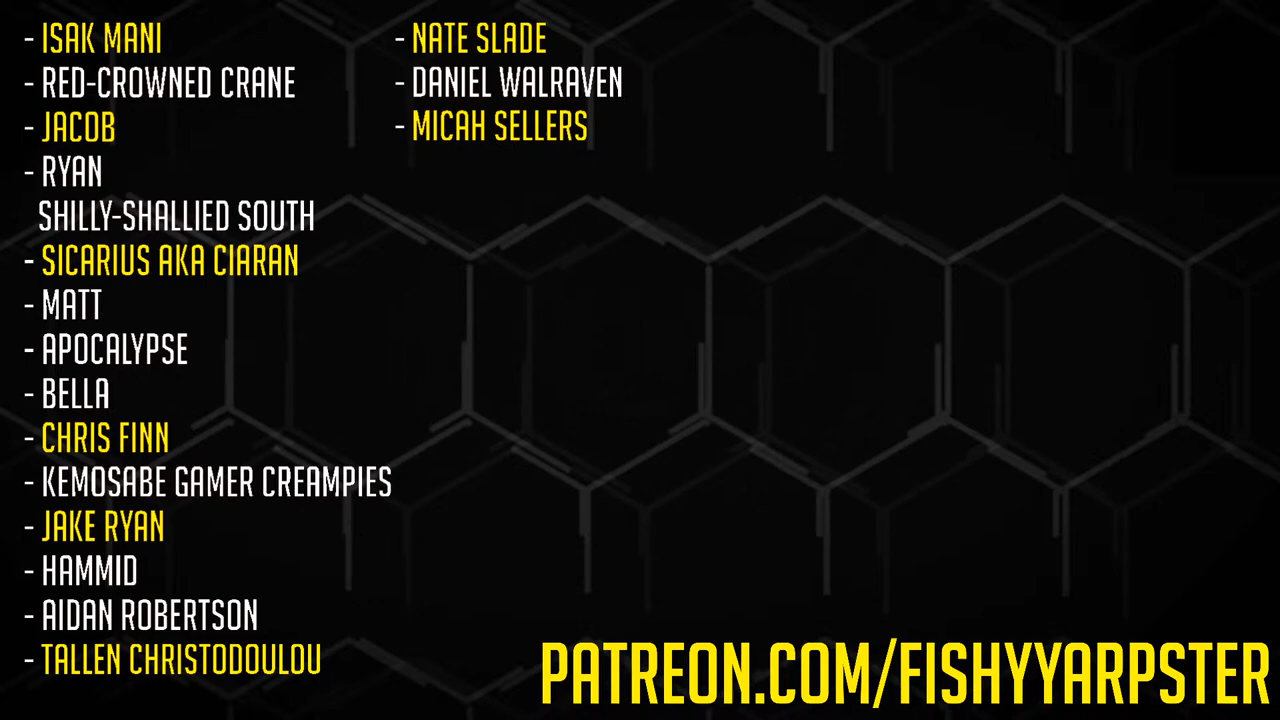 - ISAK MANI
- RED-CROWNED CRANE
- JACOB
- RYAN
SHILLY-SHALLIED SOUTH
- SICARIUS AKA CIARAN
- MATT
- APOCALYPSE
- BELLA
- CHRIS FINN
- KEMOSABE GAMER CREAMPIES
- JAKE RYAN
- HAMMID
- AIDAN ROBERTSON
- TALLEN CHRISTODOULOU
- NATE SLADE
- DANIEL WALRAVEN
- MICAH SELLERS
PATREON.COM/FISHYYARPSTER